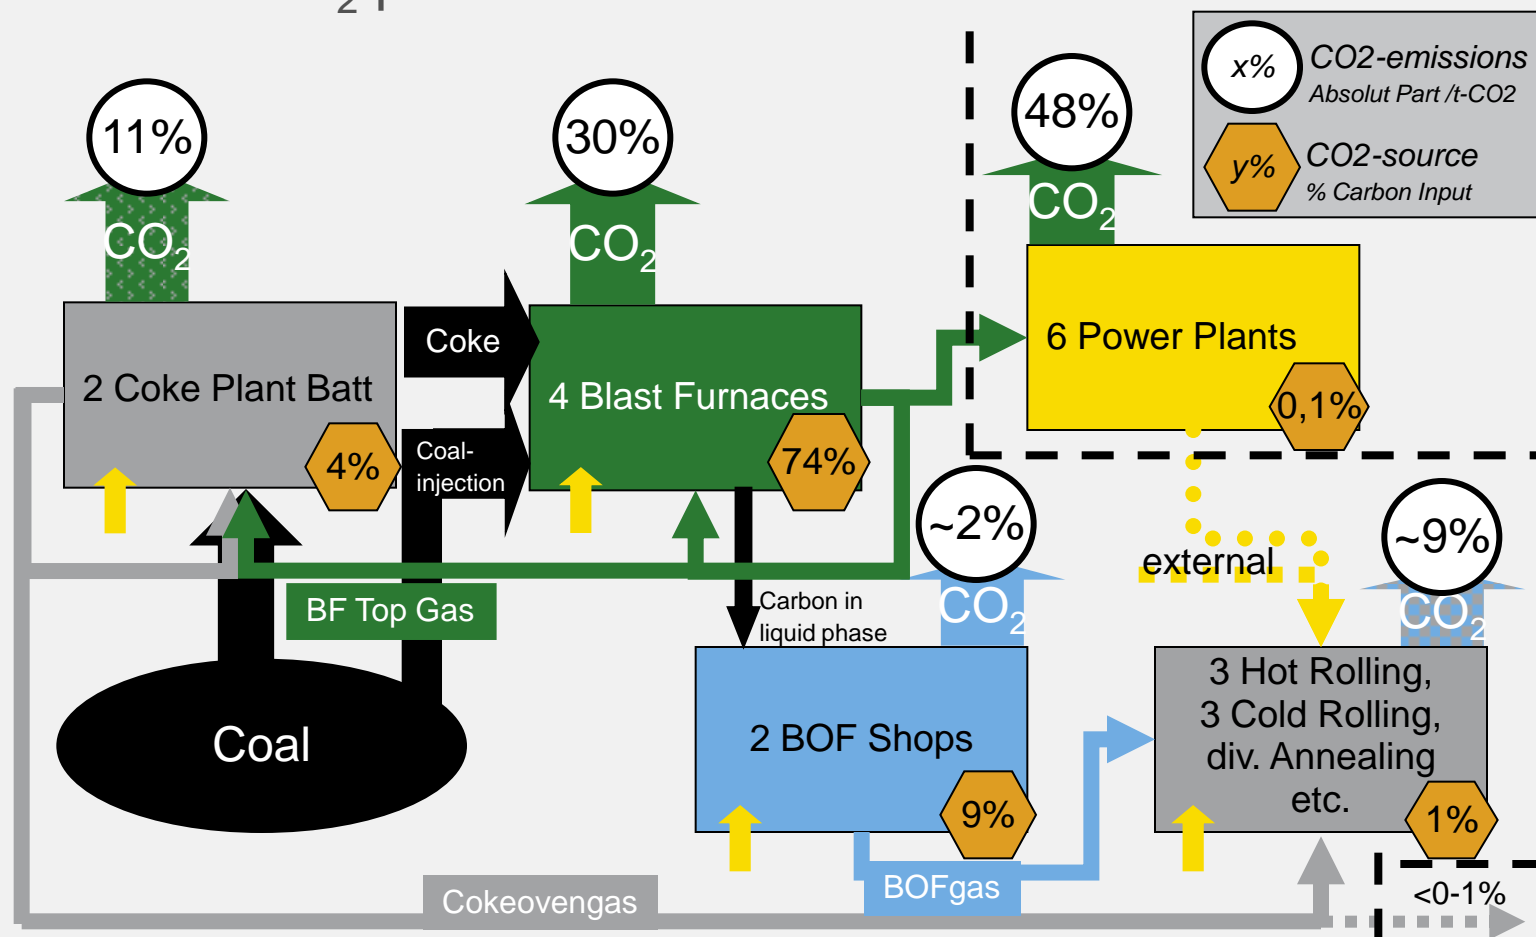 2
x%
CO2-emissions
Absolut Part /t-CO2
y%
CO2-source
% Carbon Input
11%
30%
48%
CO2
CO2
CO2
2 Coke Plant Batt
4%
Coke
Coal-
injection
4 Blast Furnaces
74%
6 Power Plants
0,1%
~2%
~9%
external
BF Top Gas
Carbon in
liquid phase
CO2
CO2
Coal
2 BOF Shops
9%
3 Hot Rolling,
3 Cold Rolling,
div. Annealing
etc.
1%
Cokeovengas
BOFgas
<0-1%